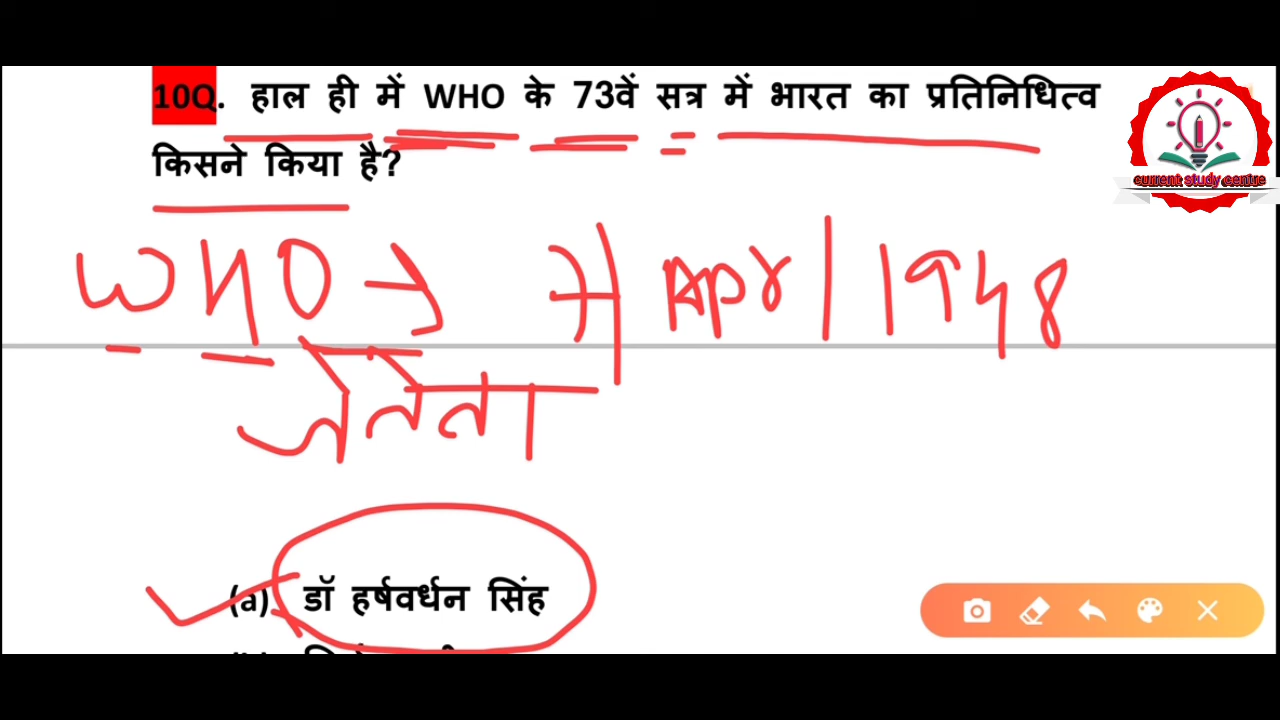 10Q. हाल ही में WHO के 73वें सत्र में भारत का प्रतिनिधित्व
किसने किया है?
current study centre
WHO → 7 | Apr | 1948
(a) डॉ हर्षवर्धन सिंह